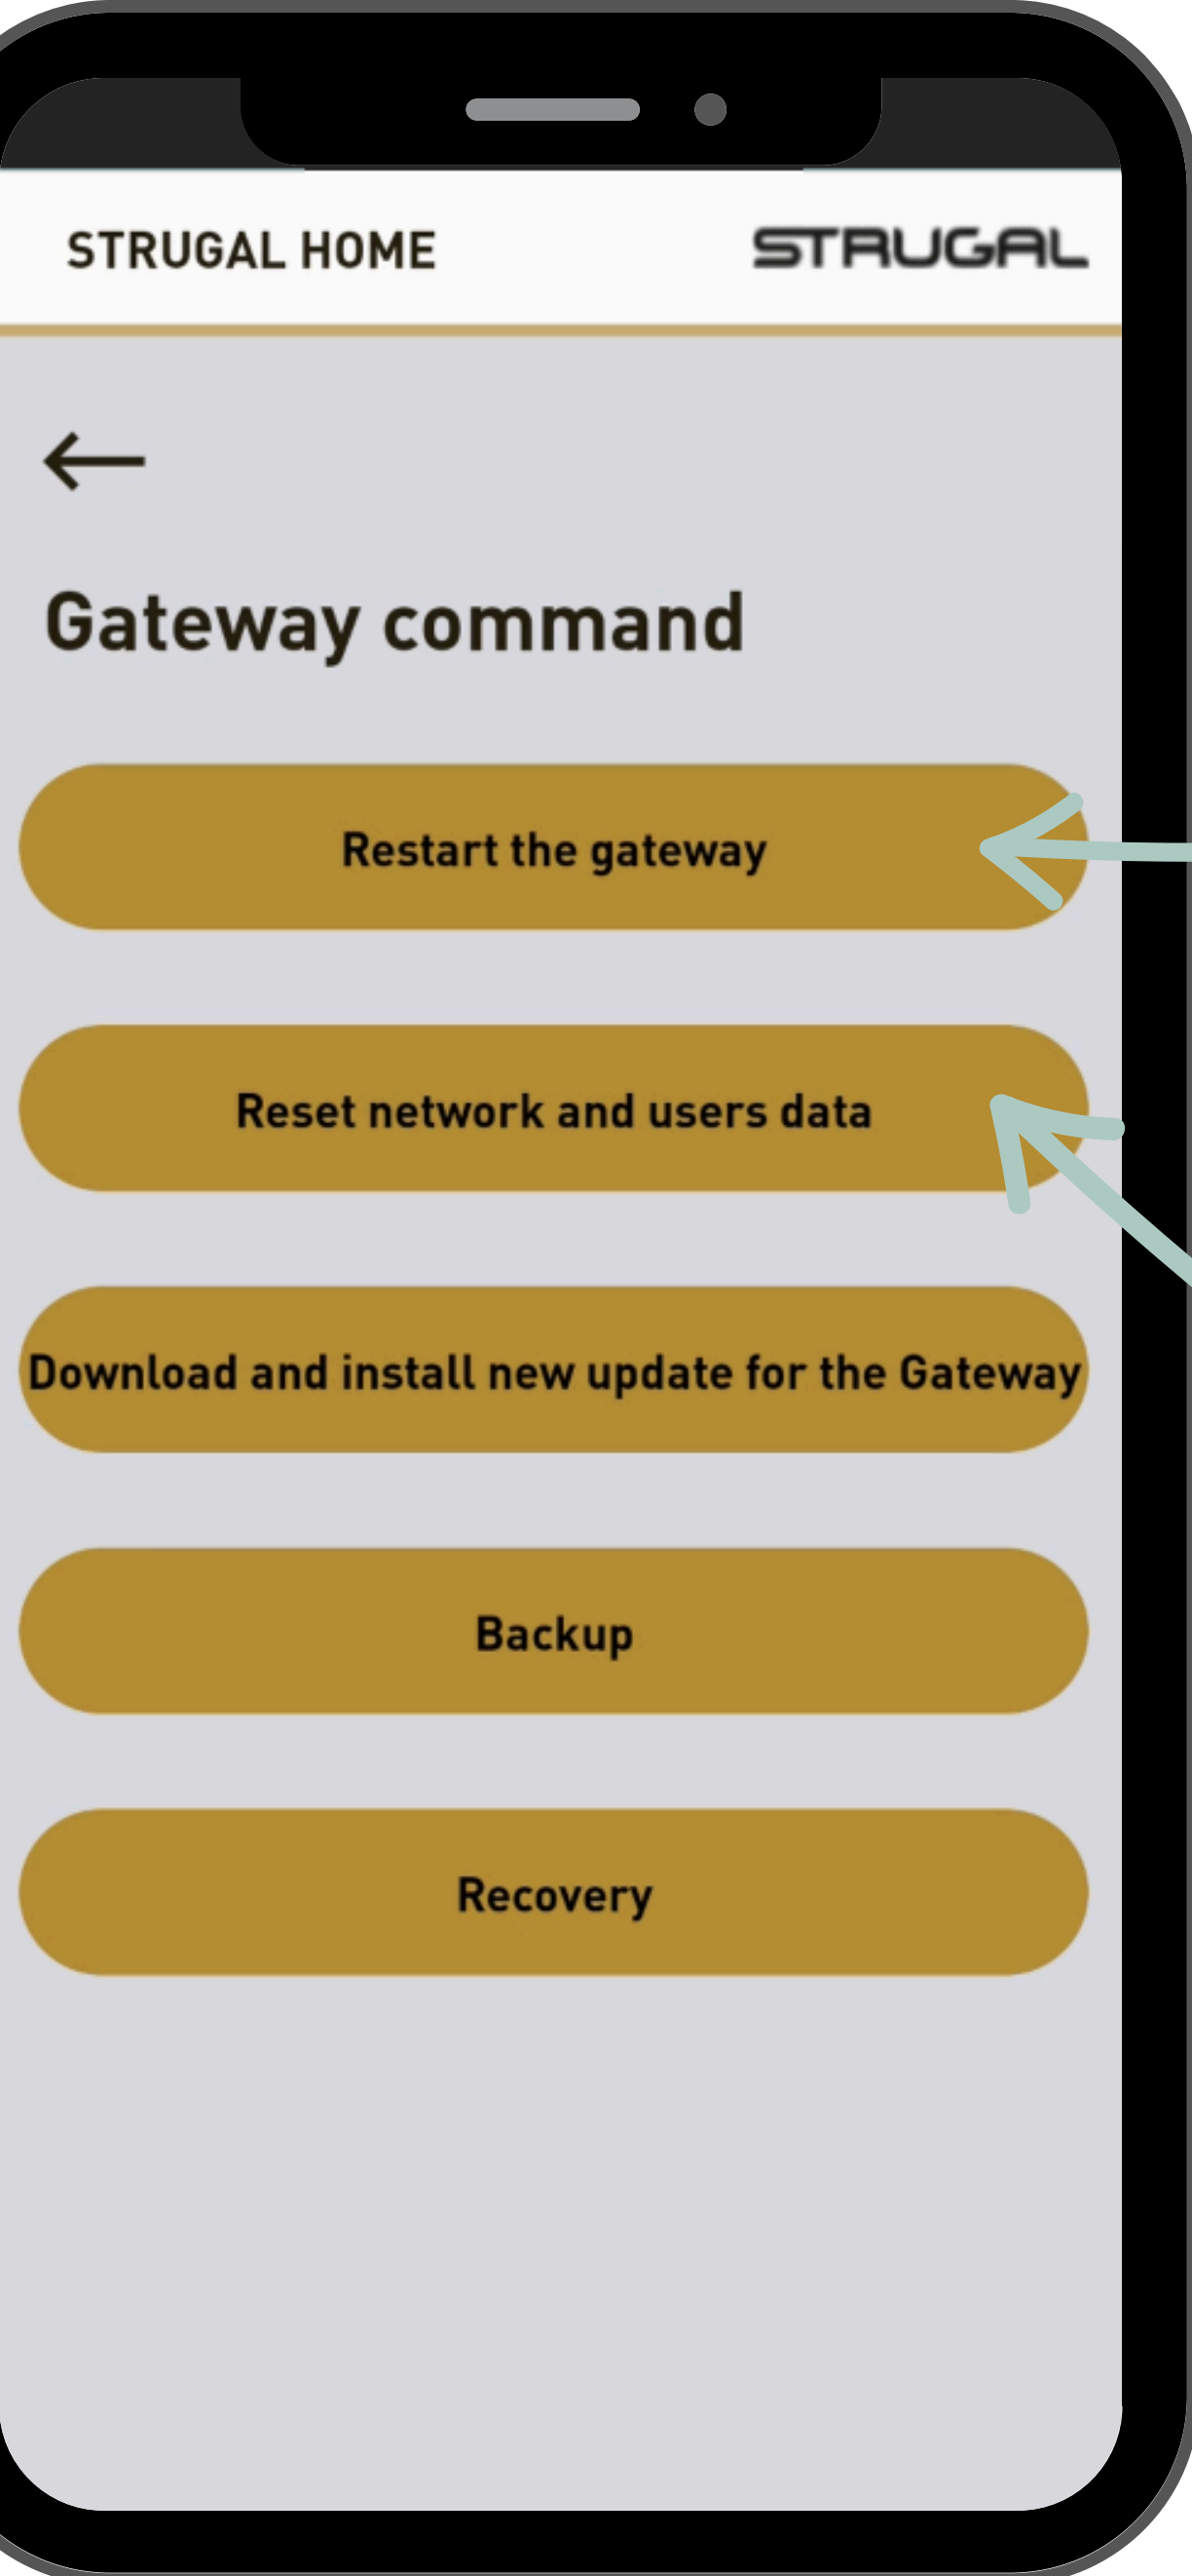 STRUGAL HOME
STRUGAL
Gateway command
Restart the gateway
Reset network and users data
Download and install new update for the Gateway
Backup
Recovery